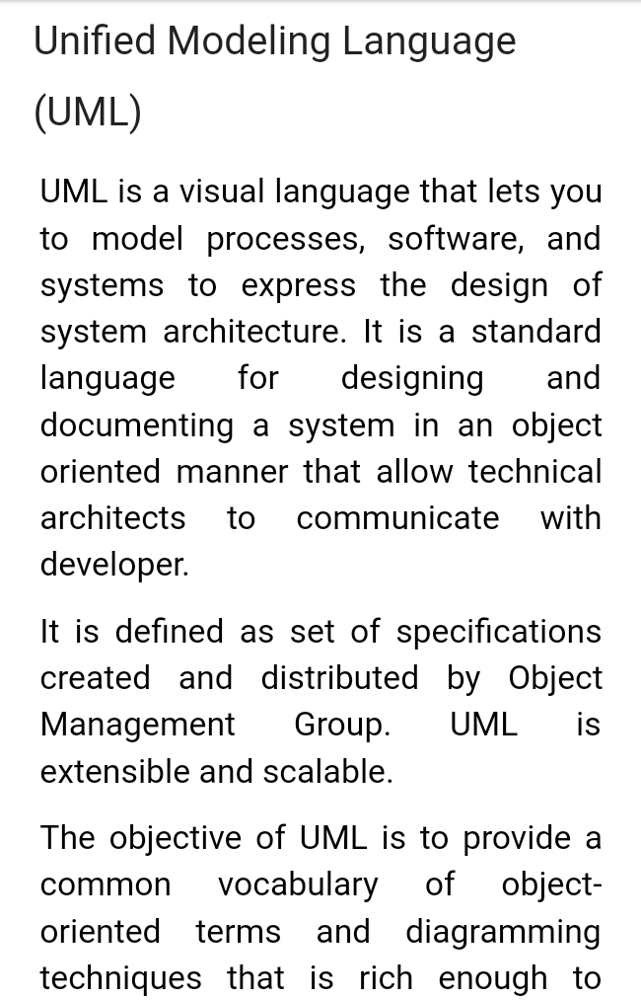 Unified Modeling Language
(UML)
UML is a visual language that lets you
to model processes, software, and
systems to express the design of
system architecture. It is a standard
language for designing and
documenting a system in an object
oriented manner that allow technical
architects to communicate with
developer.
It is defined as set of specifications
created and distributed by Object
Management Group. UML is
extensible and scalable.
The objective of UML is to provide a
common vocabulary of object-
oriented terms and diagramming
techniques that is rich enough to